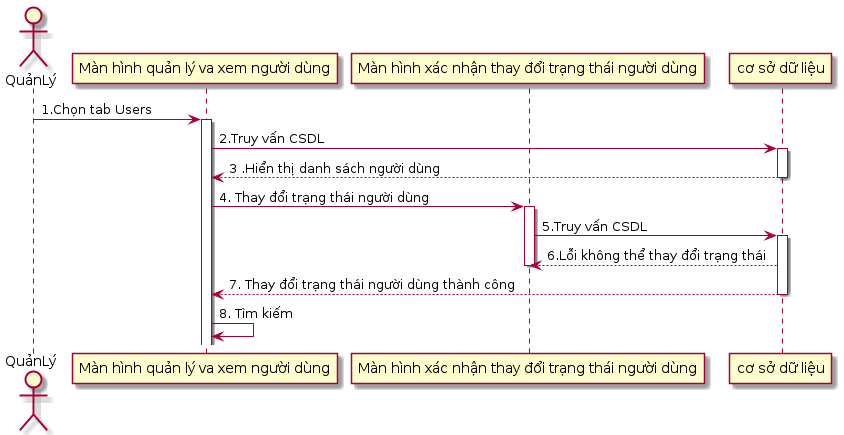 QuảnLý
Màn hình quản lý va xem người dùng
Màn hình xác nhận thay đổi trạng thái người dùng
cơ sở dữ liệu
1.Chọn tab Users
2.Truy vấn CSDL
3 .Hiển thị danh sách người dùng
4. Thay đổi trạng thái người dùng
5.Truy vấn CSDL
6.Lỗi không thể thay đổi trạng thái
7. Thay đổi trạng thái người dùng thành công
8. Tìm kiếm
QuảnLý
Màn hình quản lý va xem người dùng
Màn hình xác nhận thay đổi trạng thái người dùng
cơ sở dữ liệu